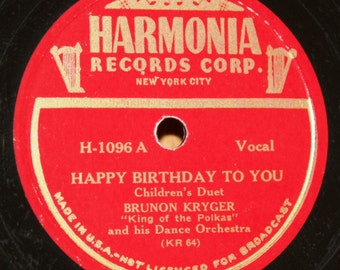 HARMONIA
RECORDS CORP.
NEW YORK CITY
H-1096 A Vocal
HAPPY BIRTHDAY TO YOU
Children's Duet
BRUNON KRYGER
"King of the Polkas"
and his Dance Orchestra
(KR 64)
MADE IN U.S.A.—NOT LICENSED FOR BROADCAST